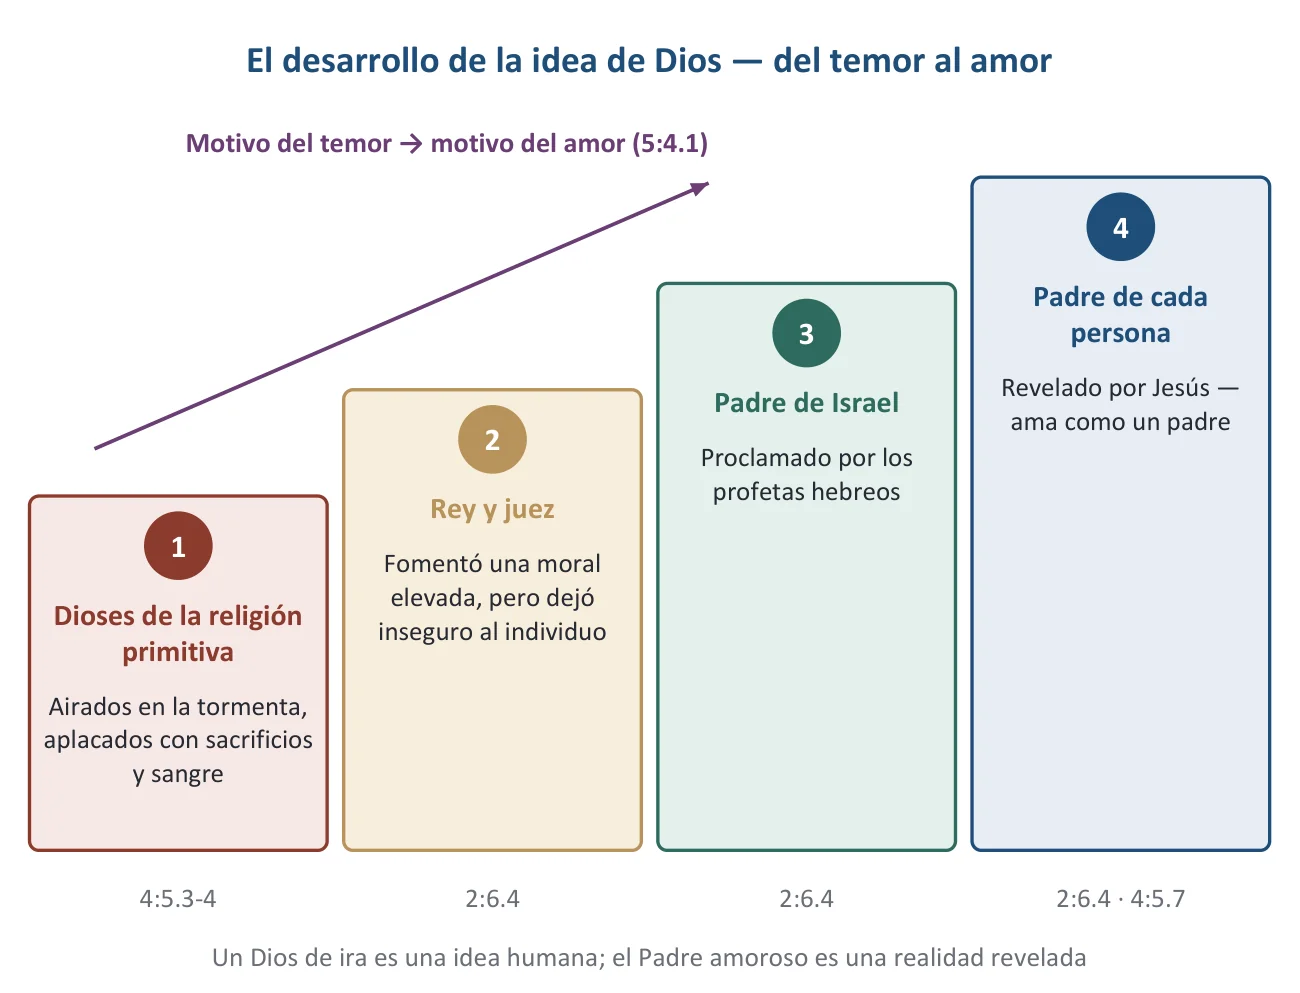 El desarrollo de la idea de Dios — del temor al amor
Motivo del temor → motivo del amor (5:4.1)
1
Dioses de la religión
primitiva
Airados en la tormenta,
aplacados con sacrificios
y sangre
4:5.3-4
2
Rey y juez
Fomentó una moral
elevada, pero dejó
inseguro al individuo
2:6.4
3
Padre de Israel
Proclamado por los
profetas hebreos
2:6.4
4
Padre de cada
persona
Revelado por Jesús —
ama como un padre
2:6.4 · 4:5.7
Un Dios de ira es una idea humana; el Padre amoroso es una realidad revelada